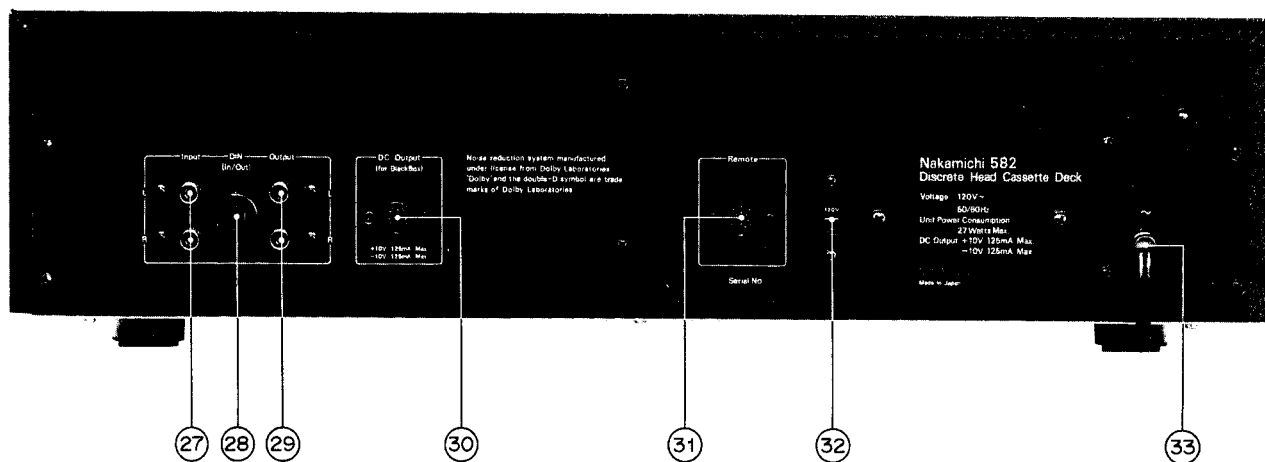 Input
DIN
(In/Out)
Output
L
L
R
R
DC Output
(for BlackBox)
+10V 125mA Max.
-10V 125mA Max.
Noise reduction system manufactured
under license from Dolby Laboratories
"Dolby" and the double-D symbol are trade
marks of Dolby Laboratories
Remote
Serial No.
120V
Nakamichi 582
Discrete Head Cassette Deck
Voltage 120V~
50/60Hz
Unit Power Consumption
27 Watts Max.
DC Output +10V 125mA Max.
-10V 125mA Max.
Made in Japan
~
27
28
29
30
31
32
33